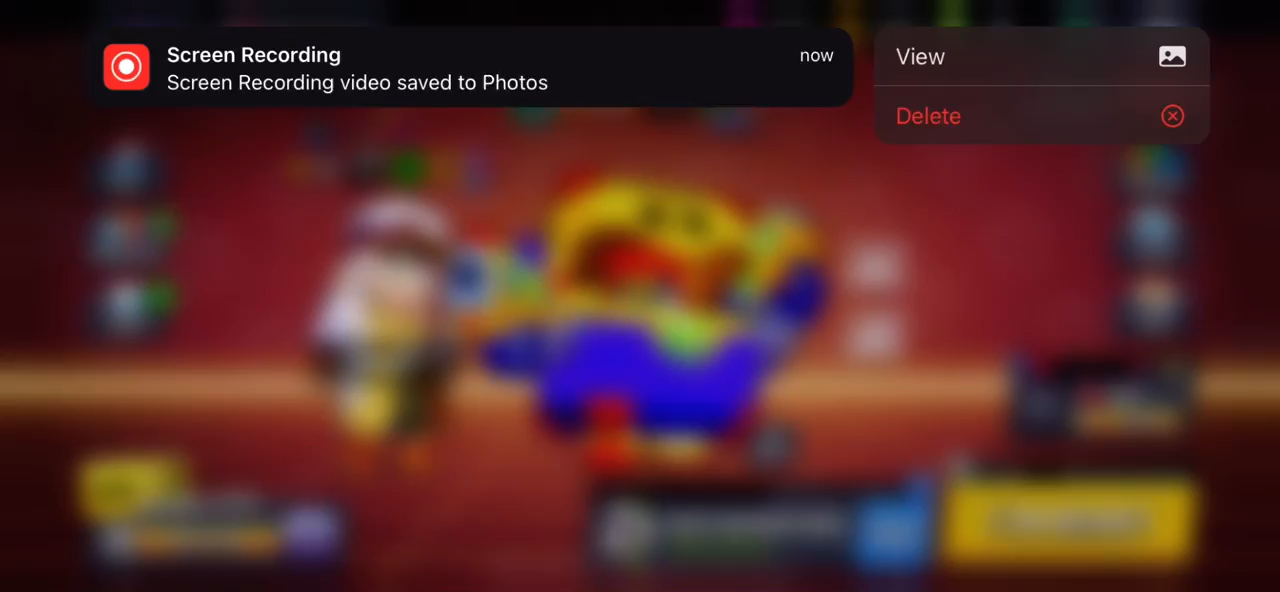 Screen Recording
now
Screen Recording video saved to Photos
View
Delete